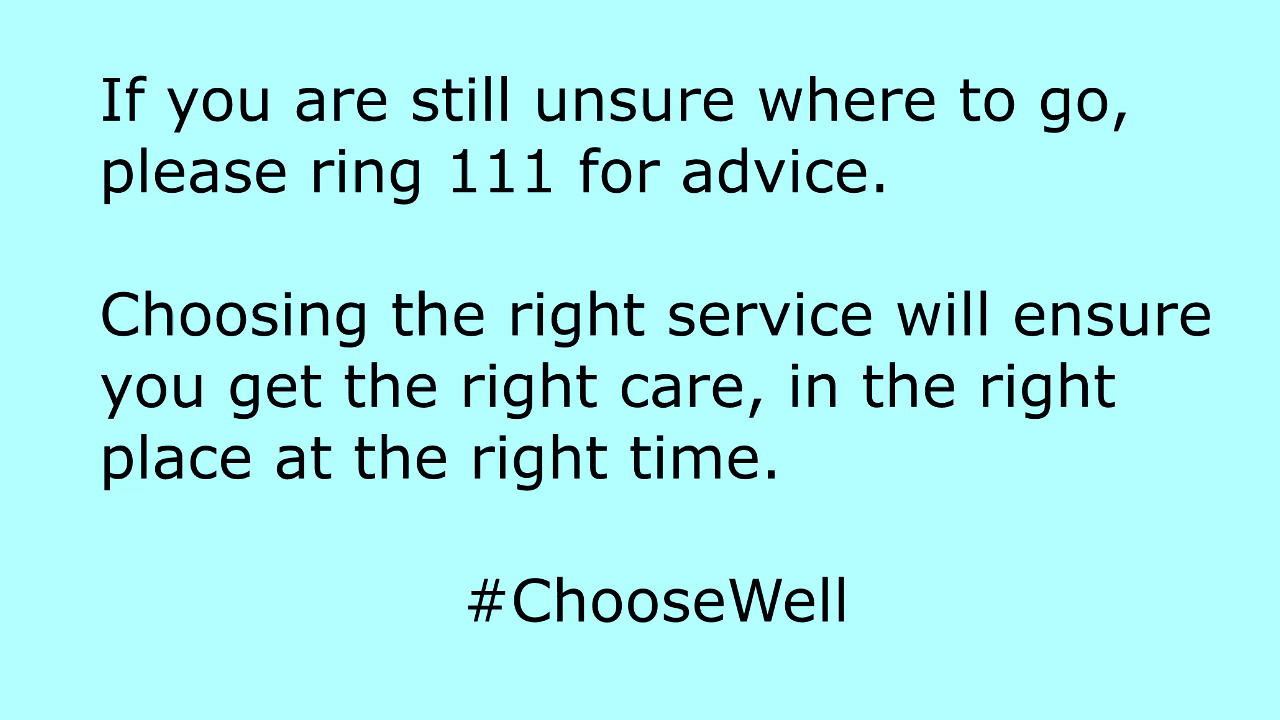 If you are still unsure where to go,
please ring 111 for advice.
Choosing the right service will ensure
you get the right care, in the right
place at the right time.
#ChooseWell